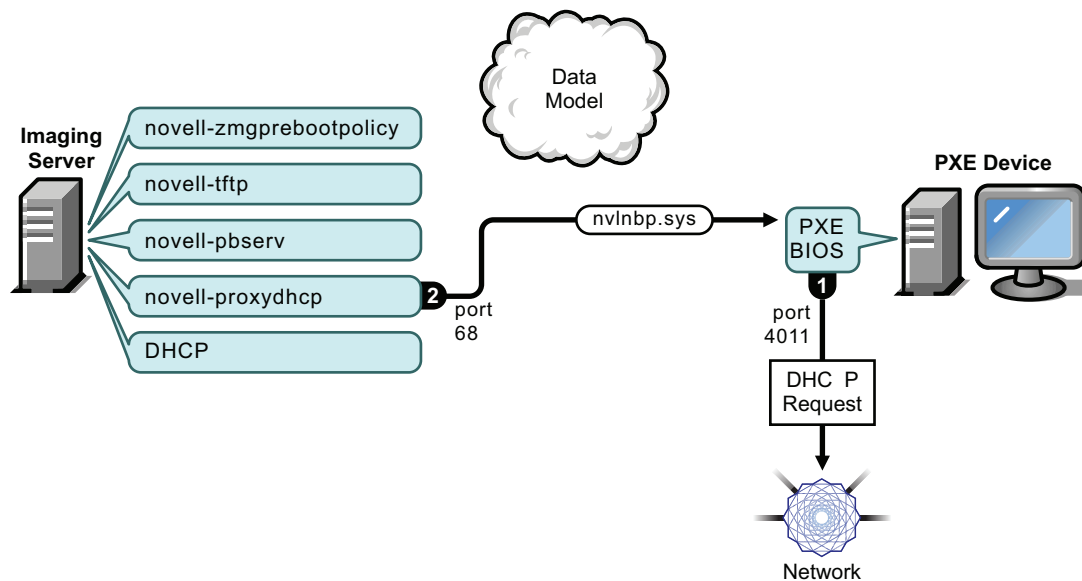 Data
Model
Imaging
Server
novell-zmgprebootpolicy
novell-tftp
novell-pbserv
novell-proxydhcp
DHCP
2
port
68
nvlnbp.sys
PXE Device
PXE
BIOS
1
port
4011
DHC P
Request
Network